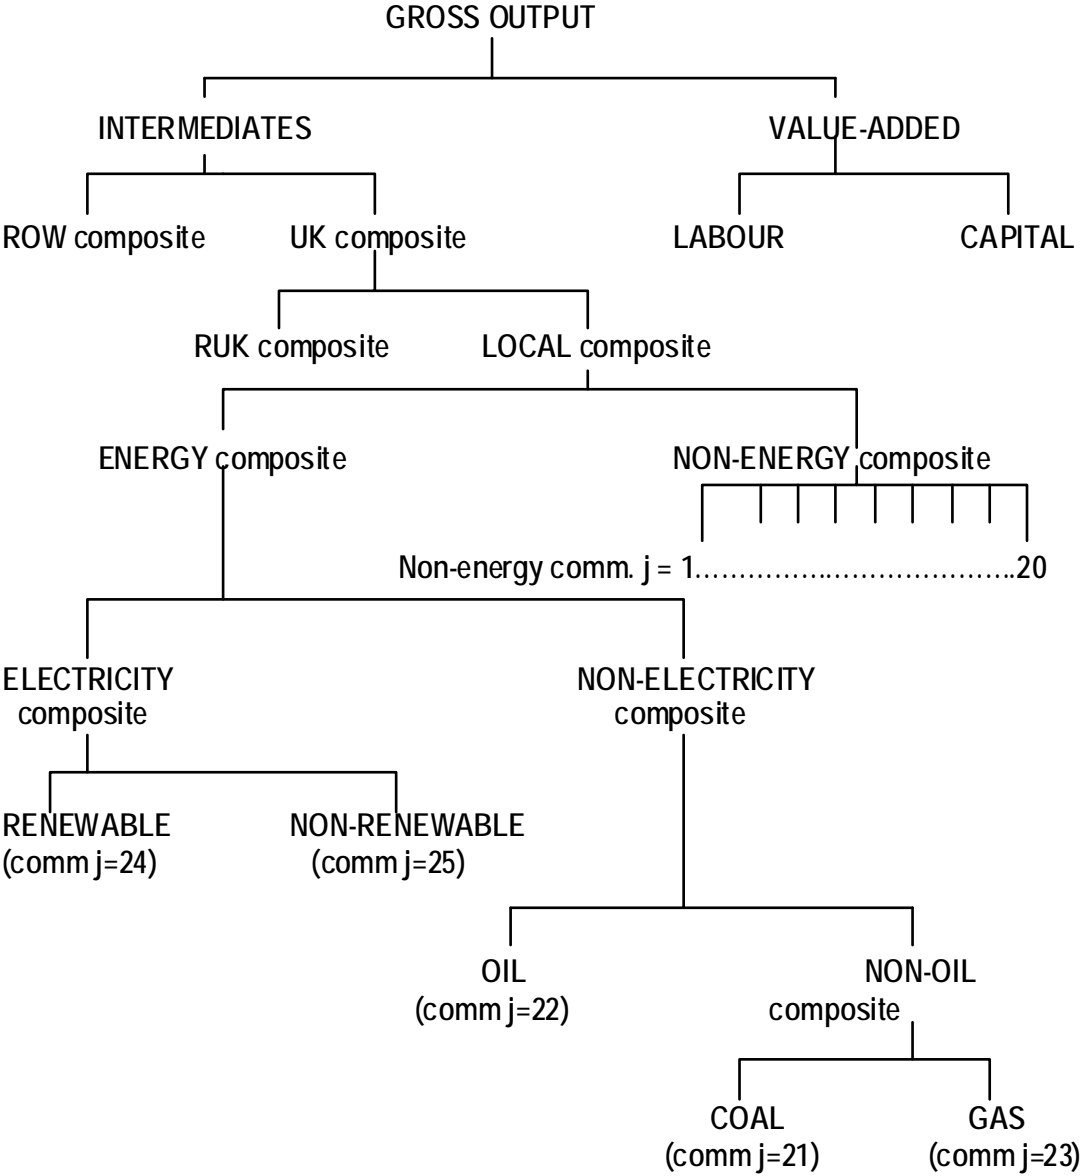 GROSS OUTPUT
INTERMEDIATES
VALUE-ADDED
ROW composite
UK composite
LABOUR
CAPITAL
RUK composite
LOCAL composite
ENERGY composite
NON-ENERGY composite
Non-energy comm. j = 1……………..…………………..20
ELECTRICITY
composite
NON-ELECTRICITY
composite
RENEWABLE
(comm j=24)
NON-RENEWABLE
(comm j=25)
OIL
(comm j=22)
NON-OIL
composite
COAL
(comm j=21)
GAS
(comm j=23)